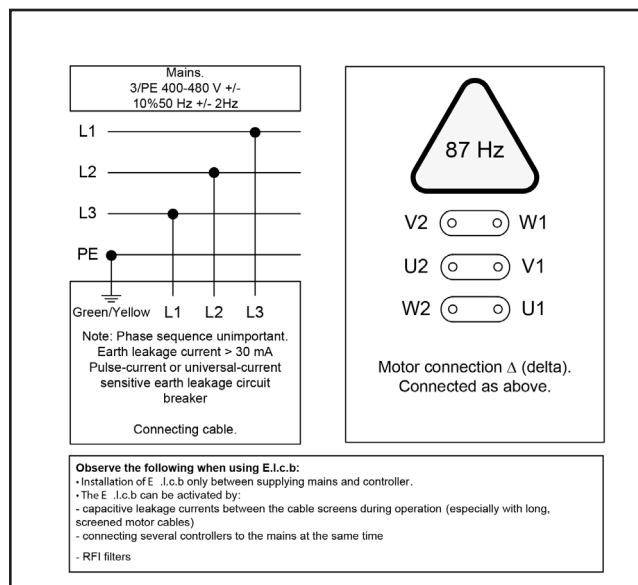 Mains.
3/PE 400-480 V +/-
10%50 Hz +/- 2Hz
L1
L2
L3
PE
Green/Yellow L1 L2 L3
Note: Phase sequence unimportant.
Earth leakage current > 30 mA
Pulse-current or universal-current
sensitive earth leakage circuit
breaker
Connecting cable.
87 Hz
V2 W1
U2 V1
W2 U1
Motor connection Δ (delta).
Connected as above.
Observe the following when using E.l.c.b:
• Installation of E .l.c.b only between supplying mains and controller.
• The E .l.c.b can be activated by:
- capacitive leakage currents between the cable screens during operation (especially with long,
screened motor cables)
- connecting several controllers to the mains at the same time
- RFI filters